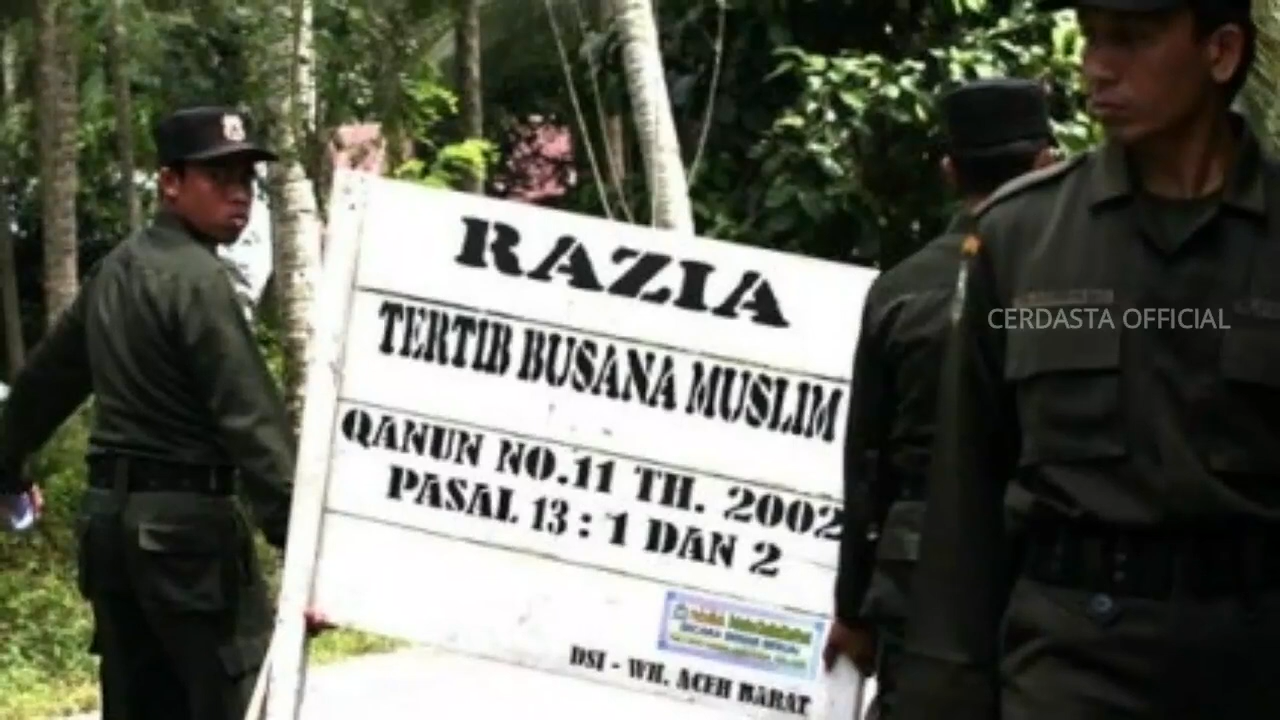 RAZIA
TERTIB BUSANA MUSLIM
QANUN NO.11 TH. 2002
PASAL 13 : 1 DAN 2
DSI - WH. ACEH BARAT
CERDASTA OFFICIAL